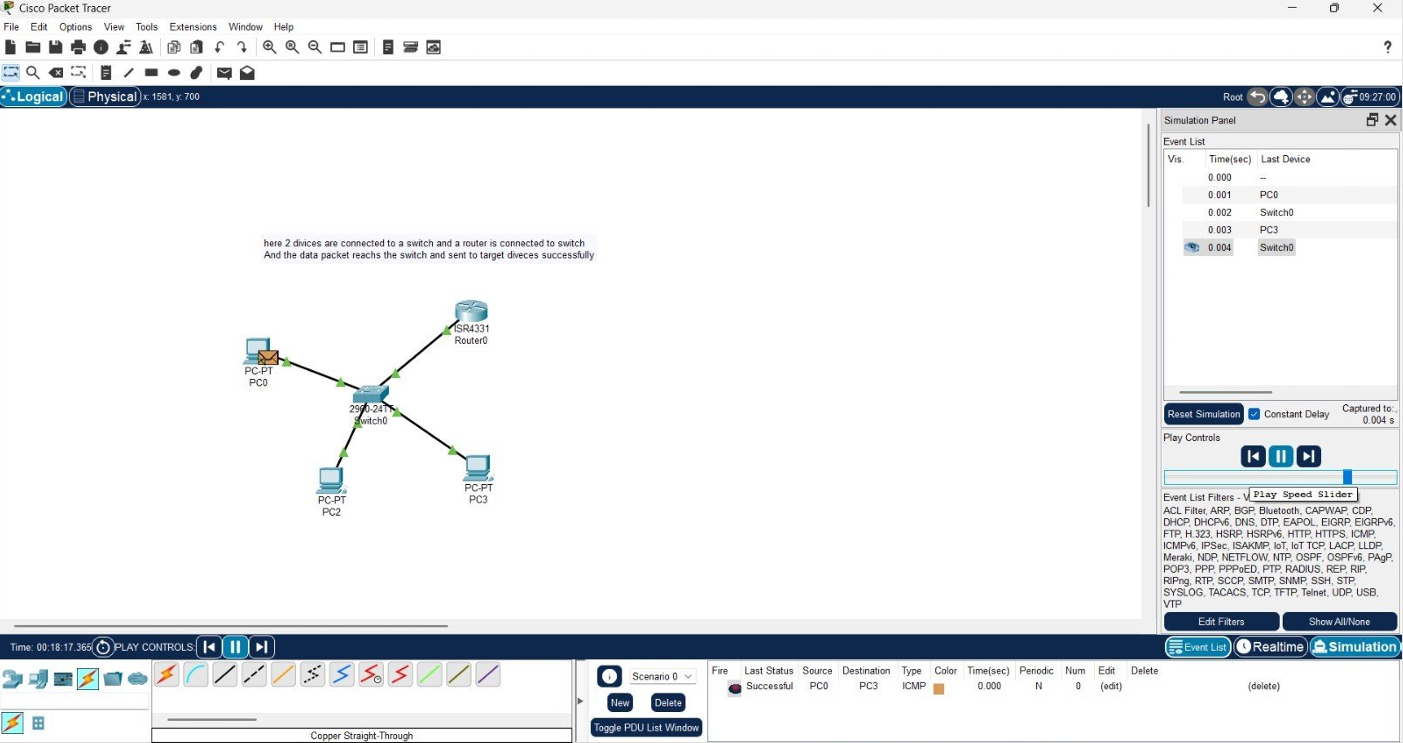 Cisco Packet Tracer
File Edit Options View Tools Extensions Window Help
?
Logical Physical x: 1581, y: 700
Root 09:27:00
Simulation Panel
Event List
Vis. Time(sec) Last Device
0.000 --
0.001 PC0
0.002 Switch0
0.003 PC3
0.004 Switch0
here 2 divices are connected to a switch and a router is connected to switch
And the data packet reachs the switch and sent to target diveces successfully
ISR4331
Router0
PC-PT
PC0
2960-24TT
Switch0
PC-PT
PC2
PC-PT
PC3
Reset Simulation Constant Delay Captured to:
0.004 s
Play Controls
Play Speed Slider
Event List Filters - V
ACL Filter, ARP, BGP, Bluetooth, CAPWAP, CDP,
DHCP, DHCPv6, DNS, DTP, EAPOL, EIGRP, EIGRPv6,
FTP, H.323, HSRP, HSRPv6, HTTP, HTTPS, ICMP,
ICMPv6, IPSec, ISAKMP, IoT, IoT TCP, LACP, LLDP,
Meraki, NDP, NETFLOW, NTP, OSPF, OSPFv6, PAgP,
POP3, PPP, PPPoED, PTP, RADIUS, REP, RIP,
RIPng, RTP, SCCP, SMTP, SNMP, SSH, STP,
SYSLOG, TACACS, TCP, TFTP, Telnet, UDP, USB,
VTP
Edit Filters Show All/None
Time: 00:18:17.365 PLAY CONTROLS: Event List Realtime Simulation
Scenario 0
New Delete
Toggle PDU List Window
Fire Last Status Source Destination Type Color Time(sec) Periodic Num Edit Delete
Successful PC0 PC3 ICMP 0.000 N 0 (edit) (delete)
Copper Straight-Through